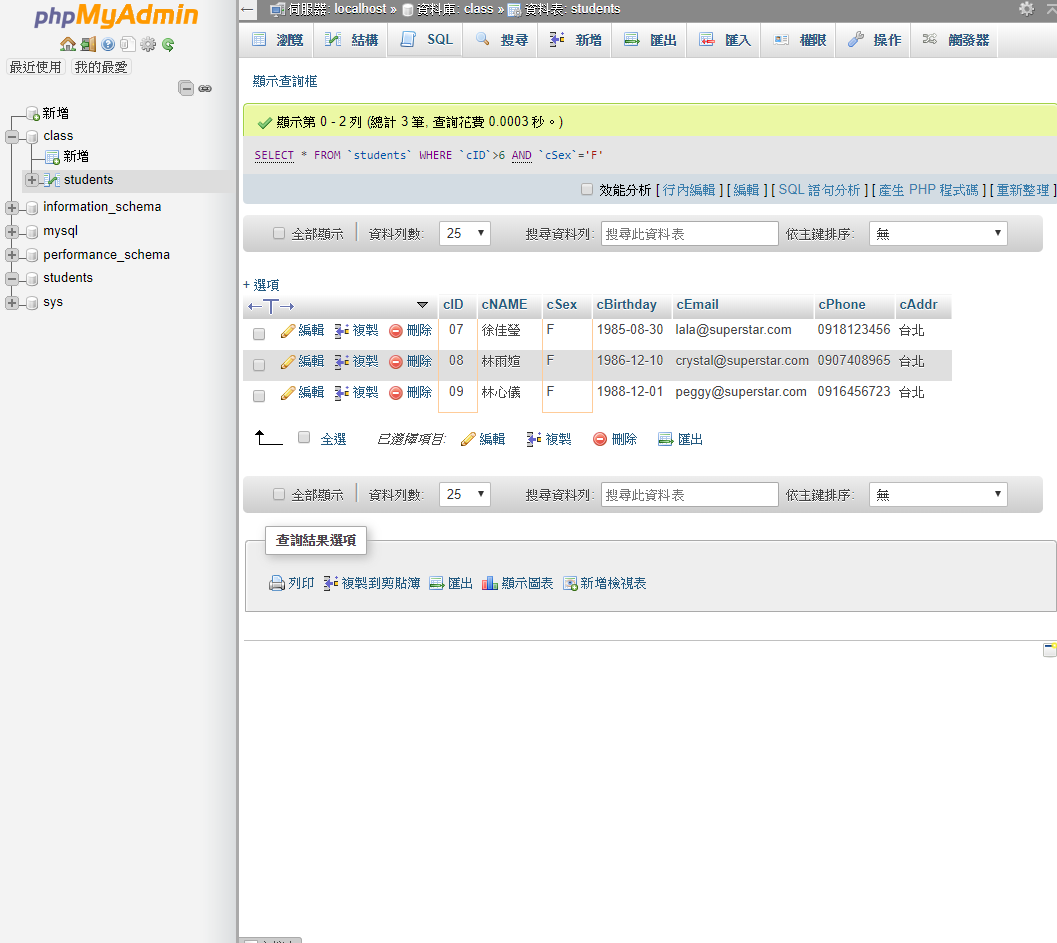 phpMyAdmin
最近使用 我的最愛
新增
class
新增
students
information_schema
mysql
performance_schema
students
sys
伺服器: localhost » 資料庫: class » 資料表: students
瀏覽 結構 SQL 搜尋 新增 匯出 匯入 權限 操作 觸發器
顯示查詢框
顯示第 0 - 2 列 (總計 3 筆, 查詢花費 0.0003 秒。)
SELECT * FROM `students` WHERE `cID`>6 AND `cSex`='F'
效能分析 [ 行內編輯 ] [ 編輯 ] [ SQL 語句分析 ] [ 產生 PHP 程式碼 ] [ 重新整理 ]
全部顯示 資料列數: 25 搜尋資料列: 搜尋此資料表 依主鍵排序: 無
+ 選項
←T→ cID cNAME cSex cBirthday cEmail cPhone cAddr
編輯 複製 刪除 07 徐佳瑩 F 1985-08-30 lala@superstar.com 0918123456 台北
編輯 複製 刪除 08 林雨媗 F 1986-12-10 crystal@superstar.com 0907408965 台北
編輯 複製 刪除 09 林心儀 F 1988-12-01 peggy@superstar.com 0916456723 台北
全選 已選擇項目: 編輯 複製 刪除 匯出
全部顯示 資料列數: 25 搜尋資料列: 搜尋此資料表 依主鍵排序: 無
查詢結果選項
列印 複製到剪貼簿 匯出 顯示圖表 新增檢視表